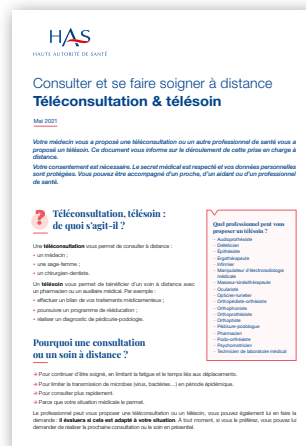 HAS
HAUTE AUTORITÉ DE SANTÉ
Consulter et se faire soigner à distance
Téléconsultation & télésoin
Mai 2021
Votre médecin vous a proposé une téléconsultation ou un autre professionnel de santé vous a
proposé un télésoin. Ce document vous informe sur le déroulement de cette prise en charge à
distance.
Votre consentement est nécessaire. Le secret médical est respecté et vos données personnelles
sont protégées. Vous pouvez être accompagné d'un proche, d'un aidant ou d'un professionnel
de santé.
? Téléconsultation, télésoin :
de quoi s'agit-il ?
Une téléconsultation vous permet de consulter à distance :
• un médecin ;
• une sage-femme ;
• un chirurgien-dentiste.
Un télésoin vous permet de bénéficier d'un soin à distance avec
un pharmacien ou un auxiliaire médical. Par exemple :
• effectuer un bilan de vos traitements médicamenteux ;
• poursuivre un programme de rééducation ;
• réaliser un diagnostic de pédicurie-podologie.
Quel professionnel peut vous
proposer un télésoin ?
– Audioprothésiste
– Diététicien
– Épithésiste
– Ergothérapeute
– Infirmier
– Manipulateur d'électroradiologie
médicale
– Masseur-kinésithérapeute
– Oculariste
– Opticien-lunetier
– Orthopédiste-orthésiste
– Orthophoniste
– Orthoprothésiste
– Orthoptiste
– Pédicure-podologue
– Pharmacien
– Podo-orthésiste
– Psychomotricien
– Technicien de laboratoire médical
Pourquoi une consultation
ou un soin à distance ?
→ Pour continuer d'être soigné, en limitant la fatigue et le temps liés aux déplacements.
→ Pour limiter la transmission de microbes (virus, bactéries ...) en période épidémique.
→ Pour consulter plus rapidement.
→ Parce que votre situation médicale le permet.
Le professionnel peut vous proposer une téléconsultation ou un télésoin, vous pouvez également lui en faire la
demande : il évaluera si cela est adapté à votre situation. À tout moment, si vous le préférez, vous pouvez lui
demander de réaliser la prochaine consultation ou le soin en présentiel.